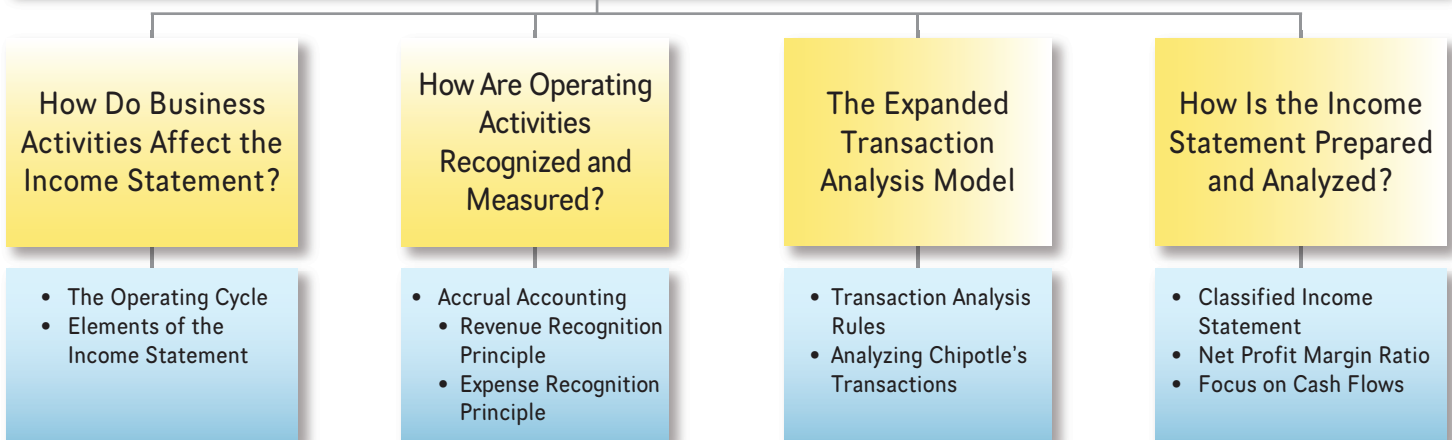 How Do Business
Activities Affect the
Income Statement?
• The Operating Cycle
• Elements of the
Income Statement
How Are Operating
Activities
Recognized and
Measured?
• Accrual Accounting
• Revenue Recognition
Principle
• Expense Recognition
Principle
The Expanded
Transaction
Analysis Model
• Transaction Analysis
Rules
• Analyzing Chipotle's
Transactions
How Is the Income
Statement Prepared
and Analyzed?
• Classified Income
Statement
• Net Profit Margin Ratio
• Focus on Cash Flows